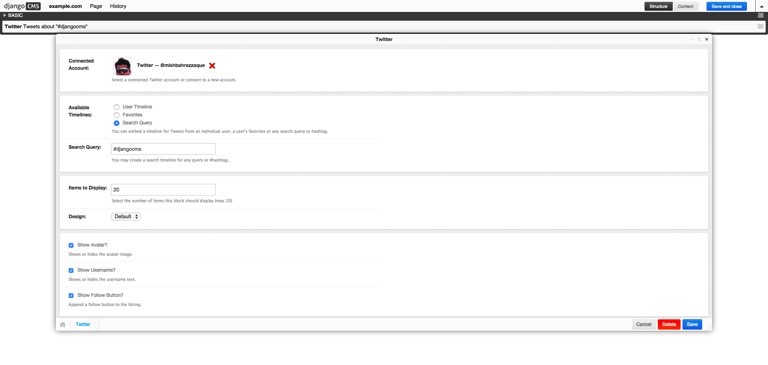 django CMS example.com Page History Structure Content Save and close
BASIC
Twitter Tweets about "#djangocms"
Twitter
Connected Account:
Twitter — @mishbahrazzaque
Select a connected Twitter account or connect to a new account.
Available Timelines:
User Timeline
Favorites
Search Query
You can embed a timeline for Tweets from an individual user, a user's favorites or any search query or hashtag.
Search Query: #djangocms
You may create a search timeline for any query or #hashtag.
Items to Display: 20
Select the number of items this block should display (max 20)
Design: Default
Show Avatar?
Shows or hides the avatar image.
Show Username?
Shows or hides the username text.
Show Follow Button?
Append a follow button to the listing.
Twitter Cancel Delete Save